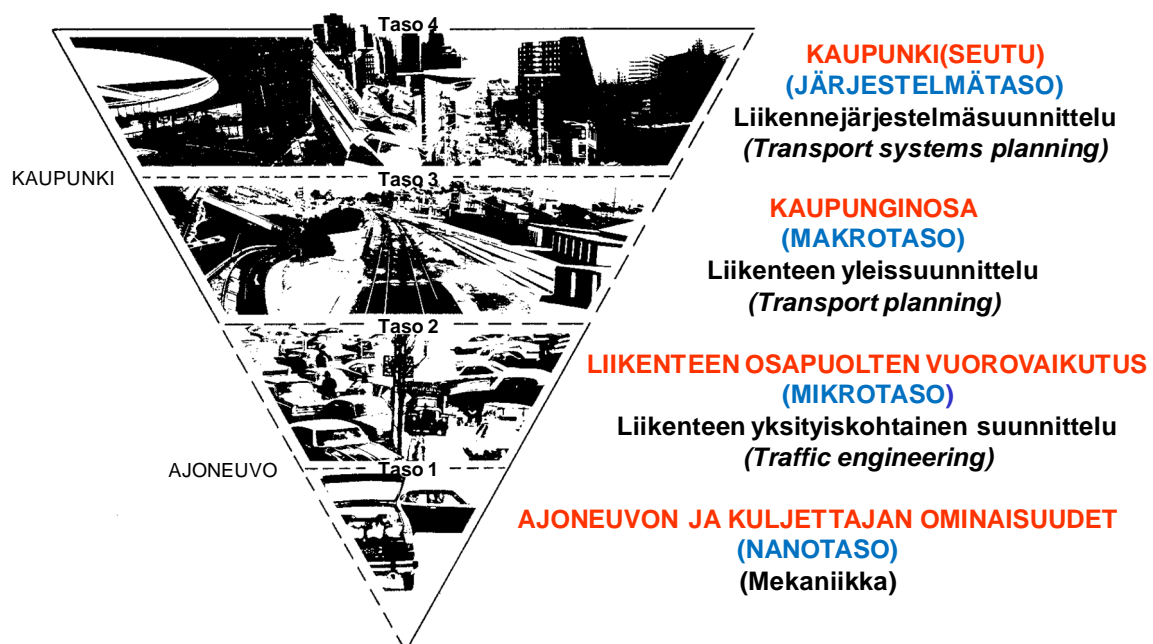 Taso 4
KAUPUNKI(SEUTU)
(JÄRJESTELMÄTASO)
Liikennejärjestelmäsuunnittelu
(Transport systems planning)
KAUPUNKI
Taso 3
KAUPUNGINOSA
(MAKROTASO)
Liikenteen yleissuunnittelu
(Transport planning)
Taso 2
LIIKENTEEN OSAPUOLTEN VUOROVAIKUTUS
(MIKROTASO)
Liikenteen yksityiskohtainen suunnittelu
(Traffic engineering)
AJONEUVO
Taso 1
AJONEUVON JA KULJETTAJAN OMINAISUUDET
(NANOTASO)
(Mekaniikka)